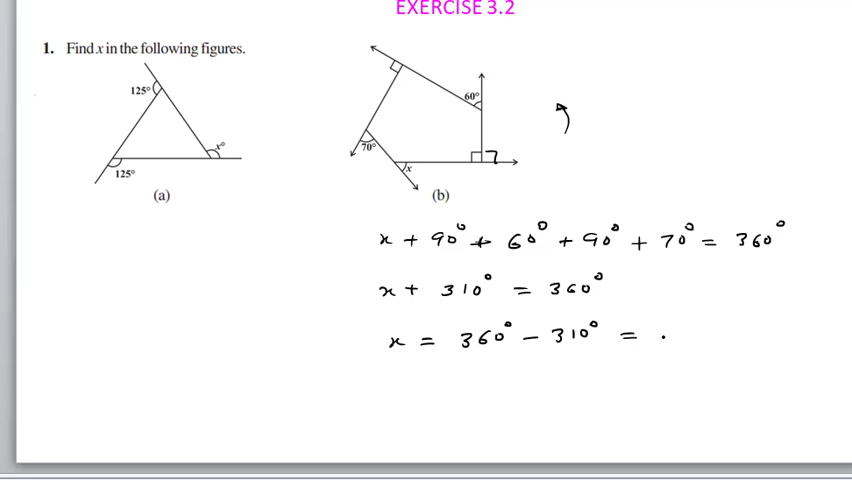 EXERCISE 3.2
1. Find x in the following figures.
125°
x°
125°
(a)
60°
70°
x
(b)
x + 90° + 60° + 90° + 70° = 360°
x + 310° = 360°
x = 360° − 310° = .